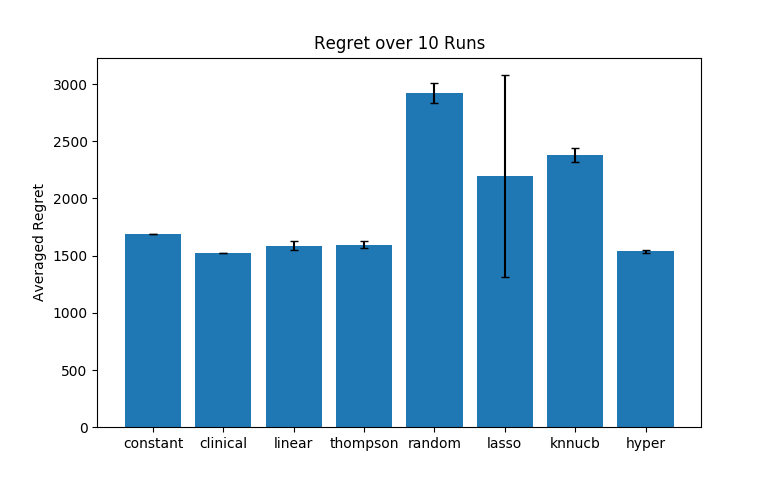 Regret over 10 Runs
Averaged Regret
3000
2500
2000
1500
1000
500
0
constant clinical linear thompson random lasso knnucb hyper